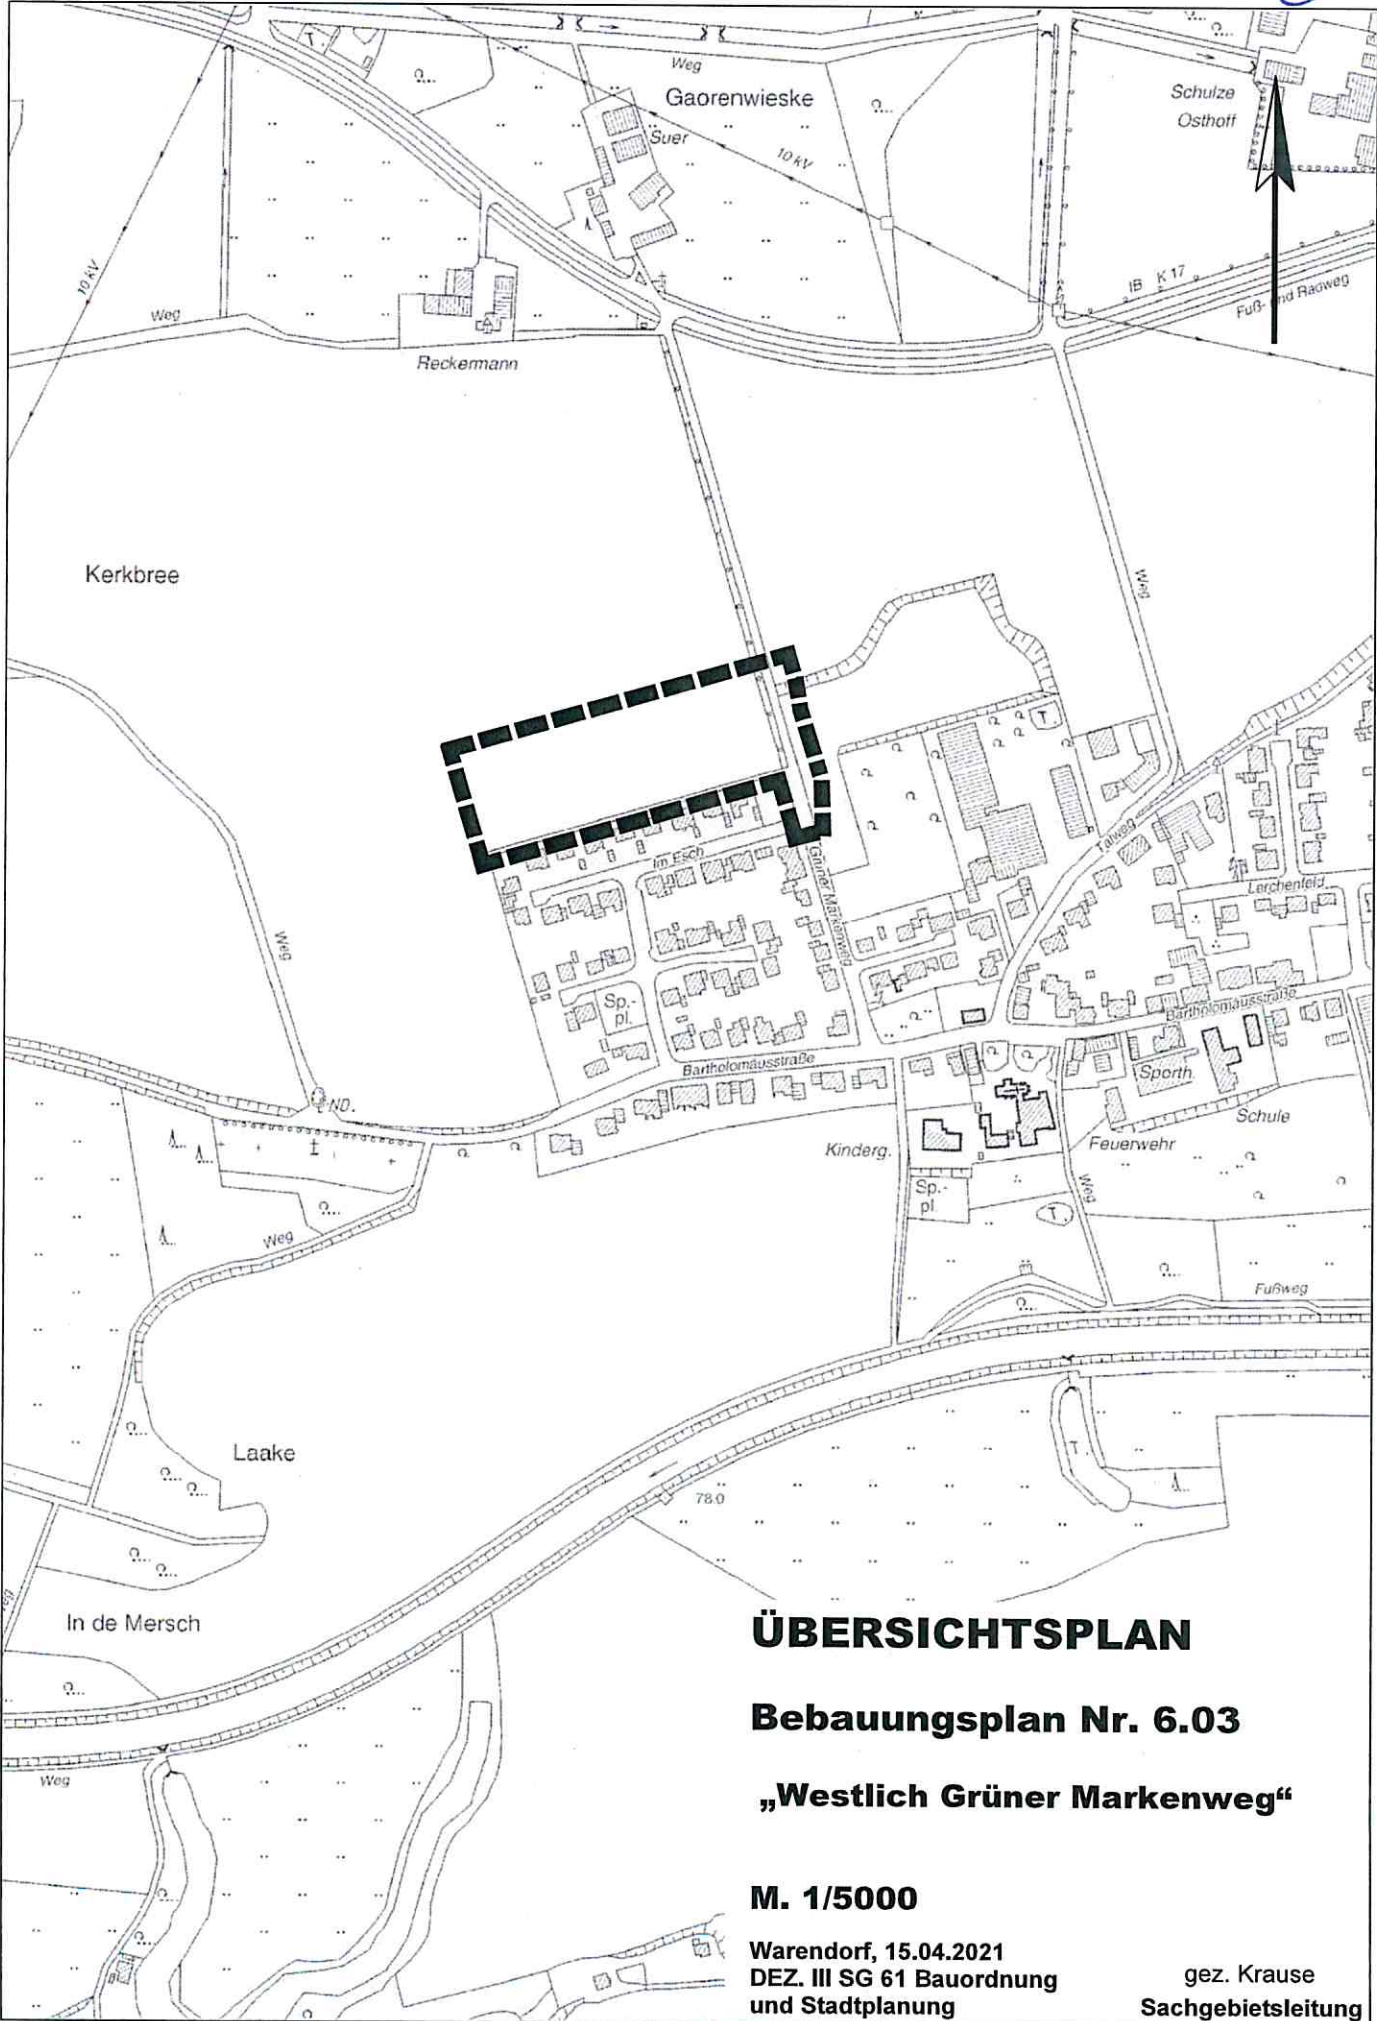 Weg
Gaorenwieske
Suer
10 kV
Schulze
Osthoff
T.
10 kV
Weg
Reckermann
IB K 17
Fuß- und Radweg
Kerkbree
Weg
T
Im Esch
Grüner Markenweg
Talweg
Lerchenfeld
Weg
Sp.-
pl.
Bartholomäusstraße
Bartholomäusstraße
Sporth.
Schule
Feuerwehr
Kinderg.
ND.
Sp.-
pl.
Weg
T.
Weg
Fußweg
Laake
78.0
T.
In de Mersch
Weg
ÜBERSICHTSPLAN
Bebauungsplan Nr. 6.03
„Westlich Grüner Markenweg“
M. 1/5000
Warendorf, 15.04.2021
DEZ. III SG 61 Bauordnung
und Stadtplanung
gez. Krause
Sachgebietsleitung